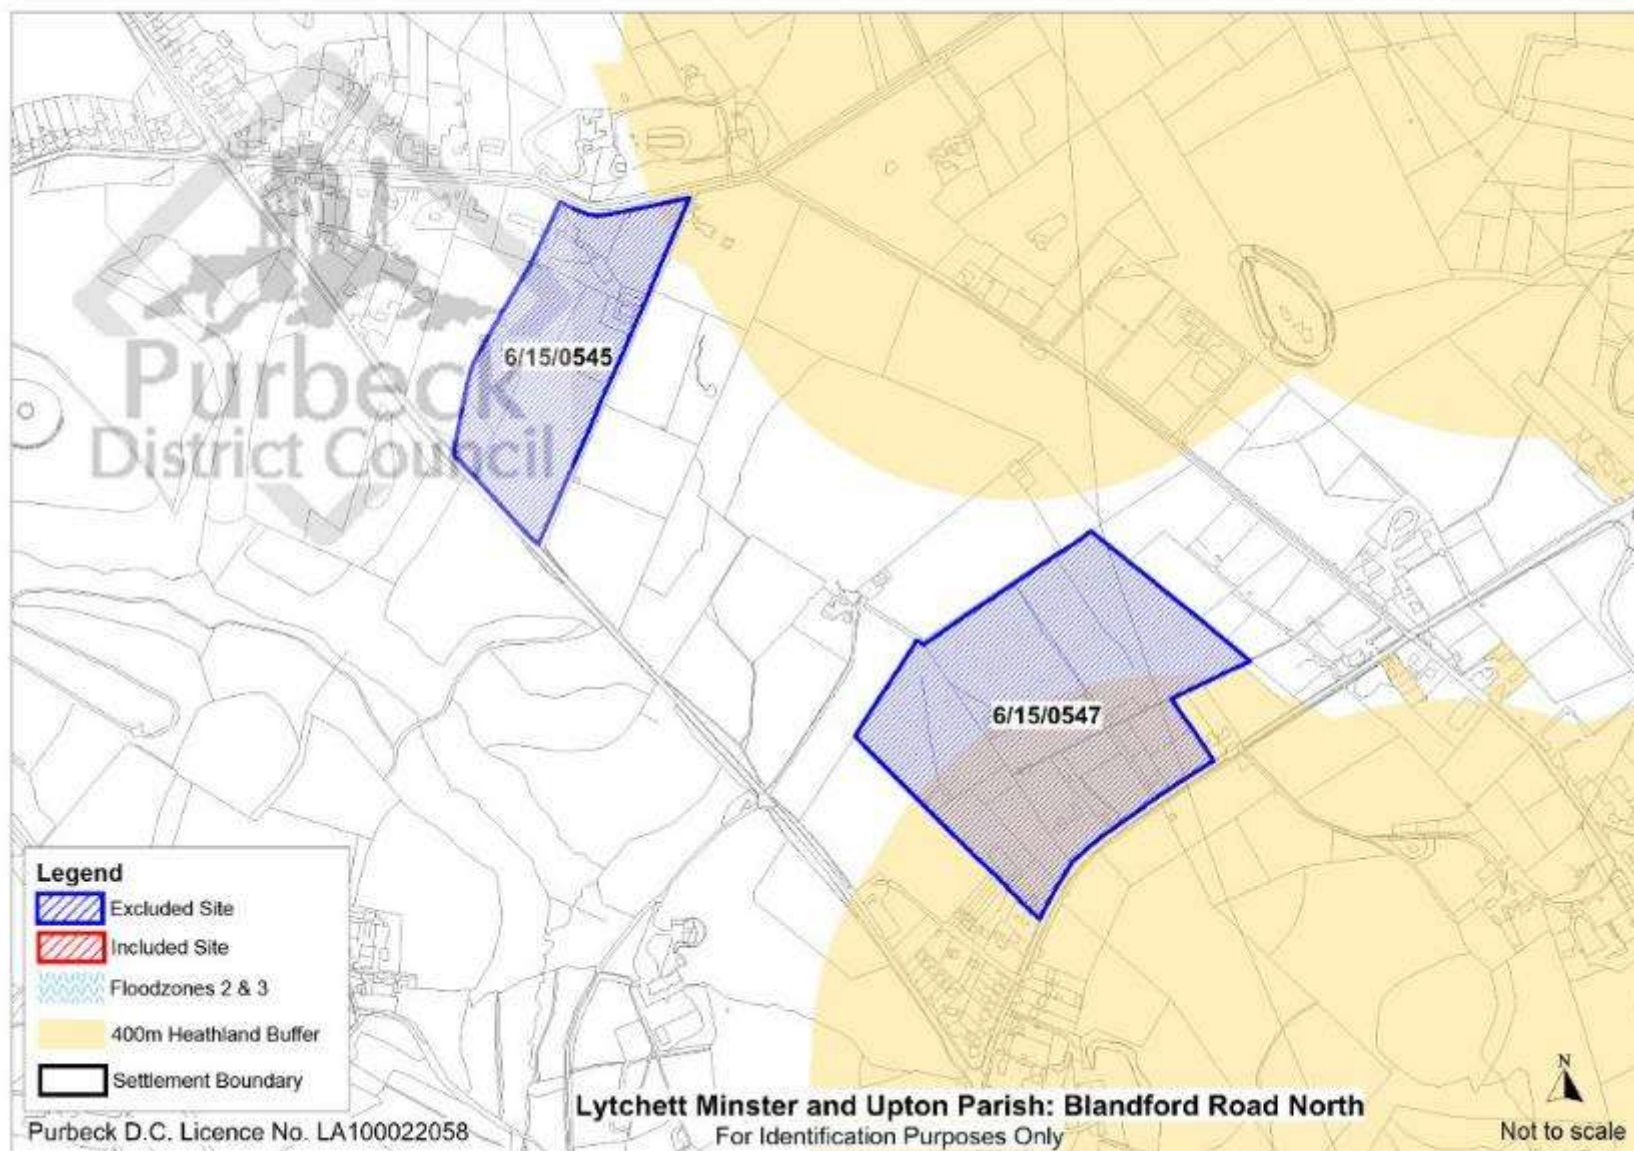 6/15/0545
Purbeck
District Council
6/15/0547
Legend
Excluded Site
Included Site
Floodzones 2 & 3
400m Heathland Buffer
Settlement Boundary
Purbeck D.C. Licence No. LA100022058
Lytchett Minster and Upton Parish: Blandford Road North
For Identification Purposes Only
N
Not to scale